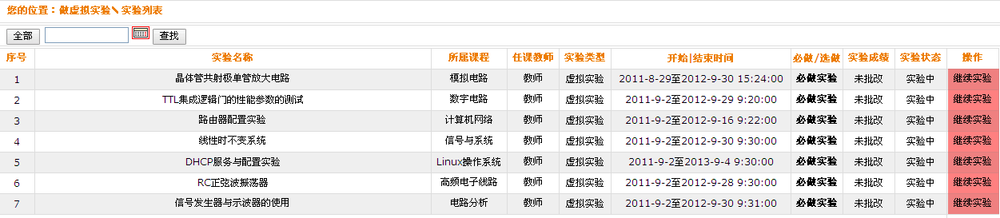 您的位置：做虚拟实验\实验列表
全部 查找
序号 实验名称 所属课程 任课教师 实验类型 开始|结束时间 必做/选做 实验成绩 实验状态 操作
1 晶体管共射极单管放大电路 模拟电路 教师 虚拟实验 2011-8-29至2012-9-30 15:24:00 必做实验 未批改 实验中 继续实验
2 TTL集成逻辑门的性能参数的测试 数字电路 教师 虚拟实验 2011-9-2至2012-9-29 9:20:00 必做实验 未批改 实验中 继续实验
3 路由器配置实验 计算机网络 教师 虚拟实验 2011-9-2至2012-9-16 9:22:00 必做实验 未批改 实验中 继续实验
4 线性时不变系统 信号与系统 教师 虚拟实验 2011-9-2至2012-9-30 9:30:00 必做实验 未批改 实验中 继续实验
5 DHCP服务与配置实验 Linux操作系统 教师 虚拟实验 2011-9-2至2013-9-4 9:30:00 必做实验 未批改 实验中 继续实验
6 RC正弦波振荡器 高频电子线路 教师 虚拟实验 2011-9-2至2012-9-28 9:30:00 必做实验 未批改 实验中 继续实验
7 信号发生器与示波器的使用 电路分析 教师 虚拟实验 2011-9-2至2012-9-30 9:31:00 必做实验 未批改 实验中 继续实验